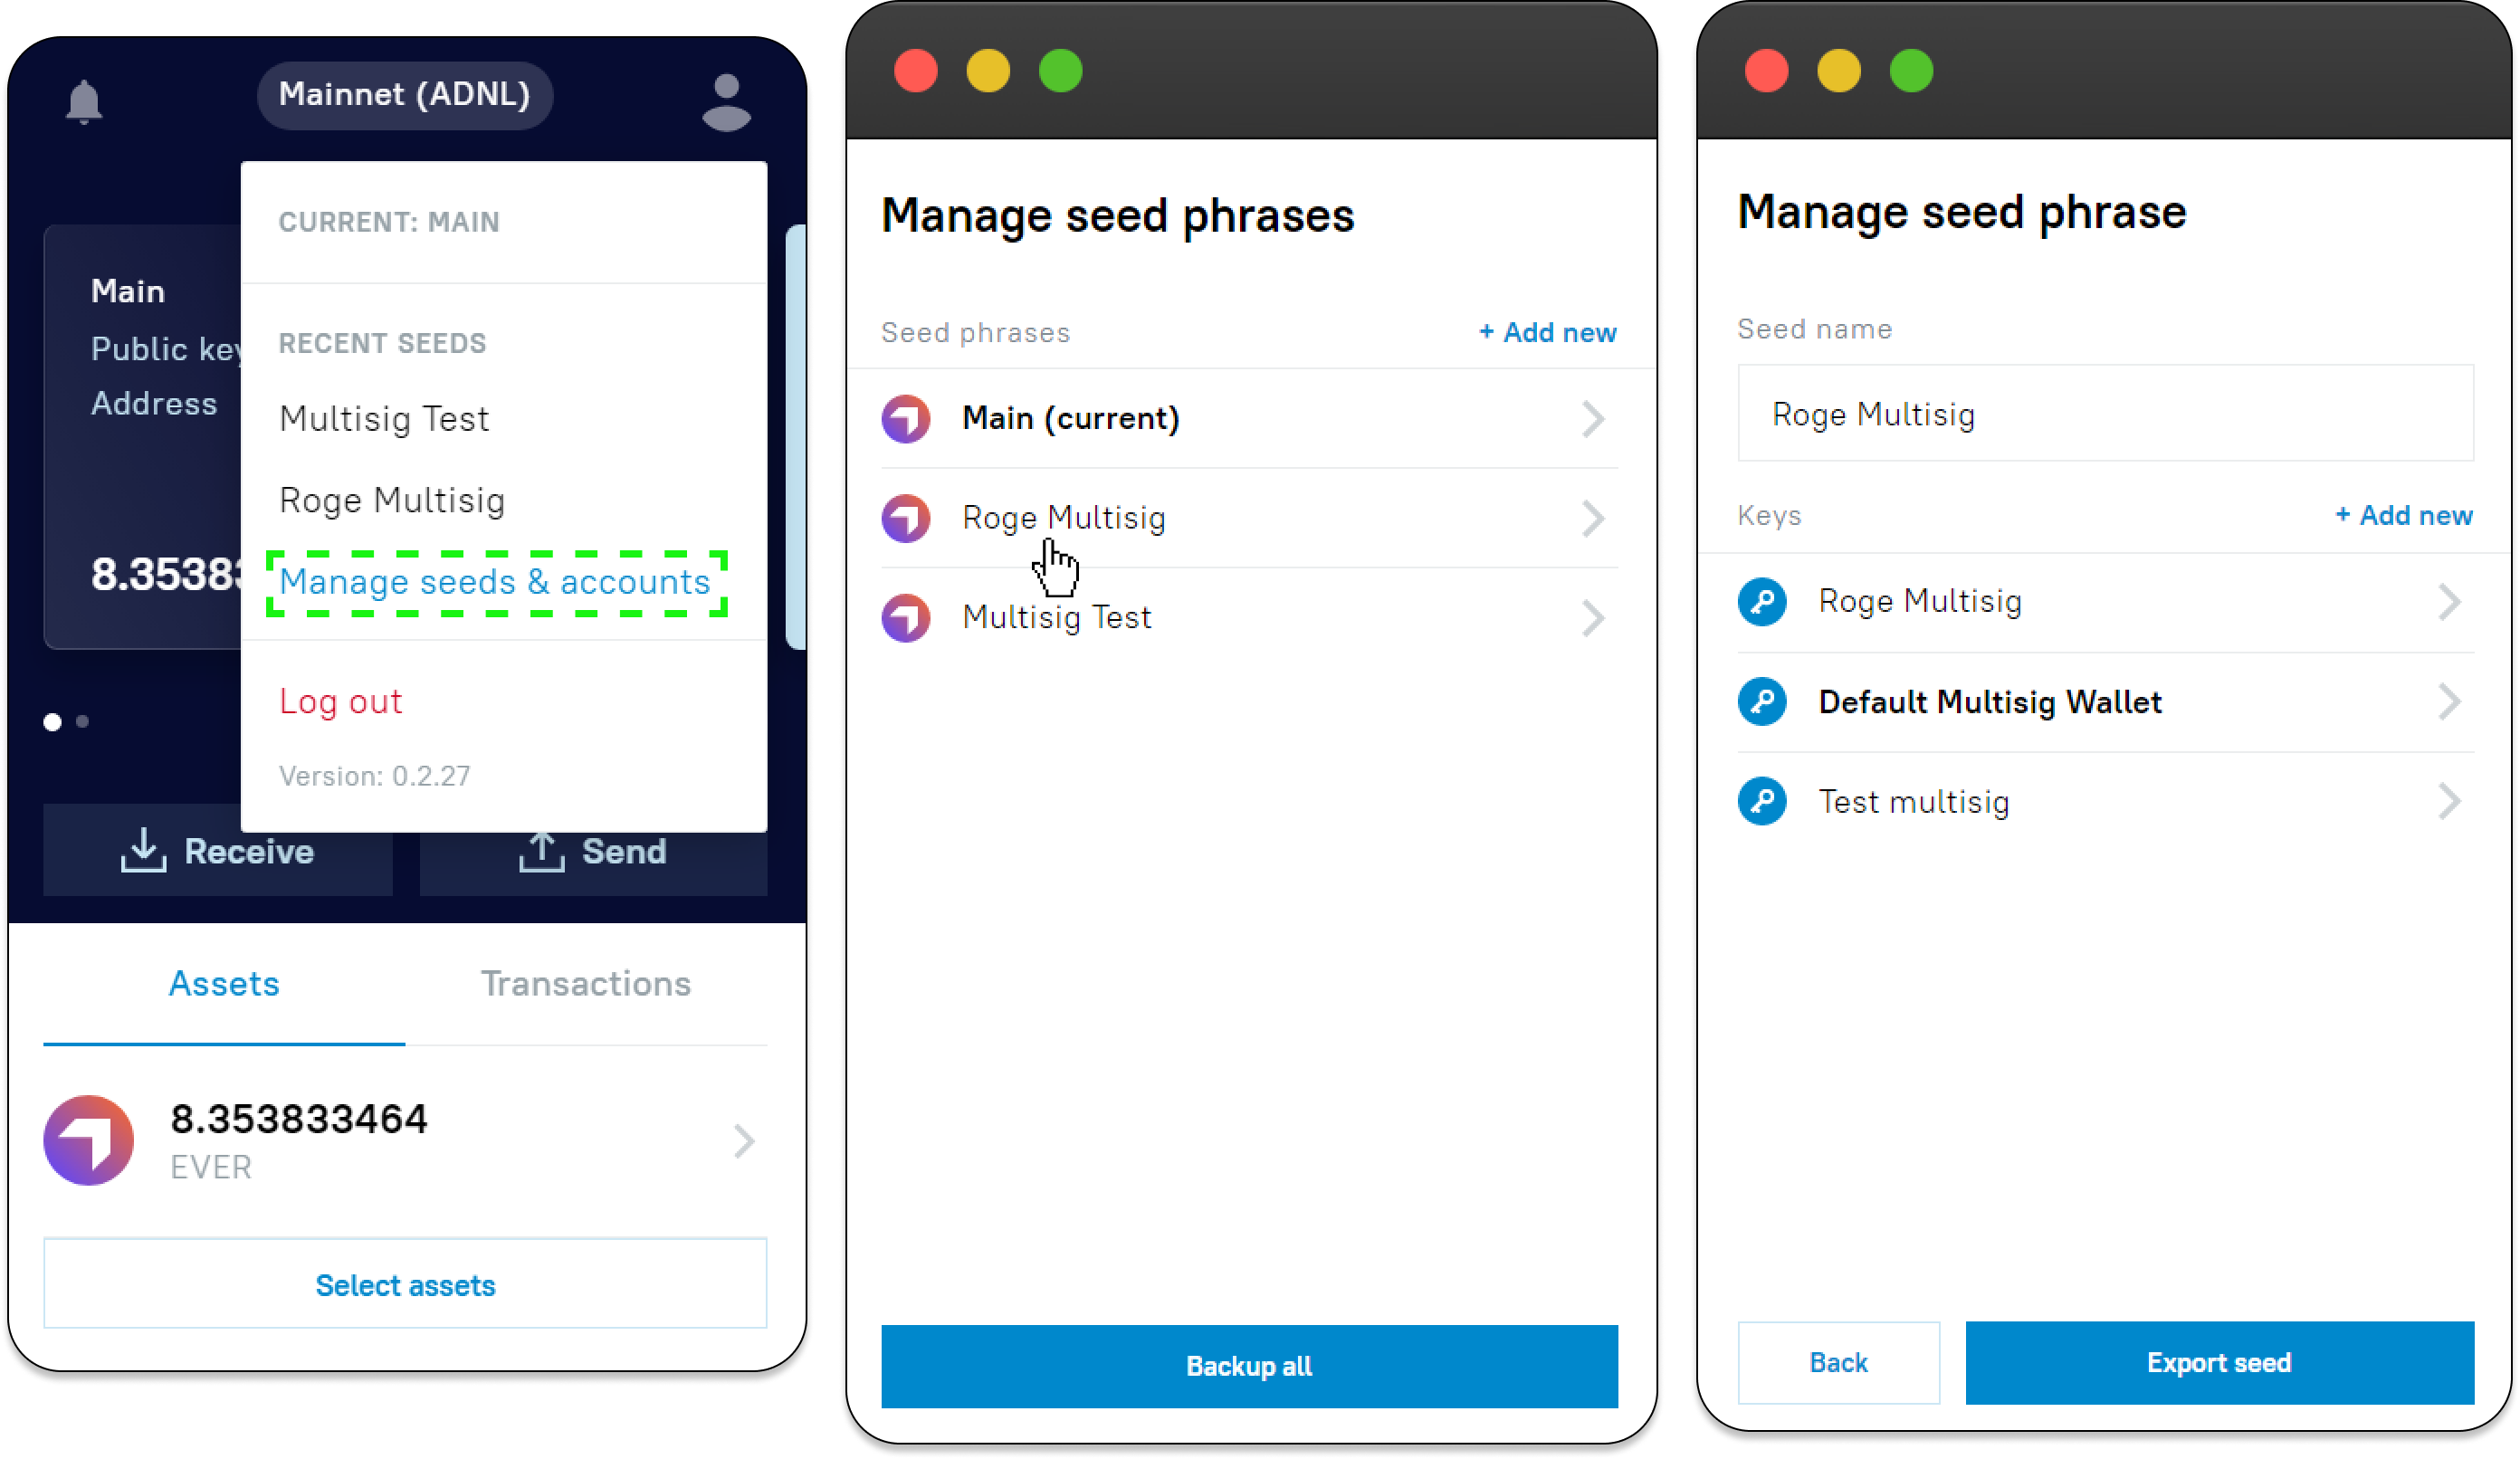 Mainnet (ADNL)
CURRENT: MAIN
RECENT SEEDS
Multisig Test
Roge Multisig
Manage seeds & accounts
Log out
Version: 0.2.27
Main
Public key
Address
8.35383
Receive
Send
Assets
Transactions
8.353833464
EVER
Select assets
Manage seed phrases
Seed phrases
+ Add new
Main (current)
Roge Multisig
Multisig Test
Backup all
Manage seed phrase
Seed name
Roge Multisig
Keys
+ Add new
Roge Multisig
Default Multisig Wallet
Test multisig
Back
Export seed